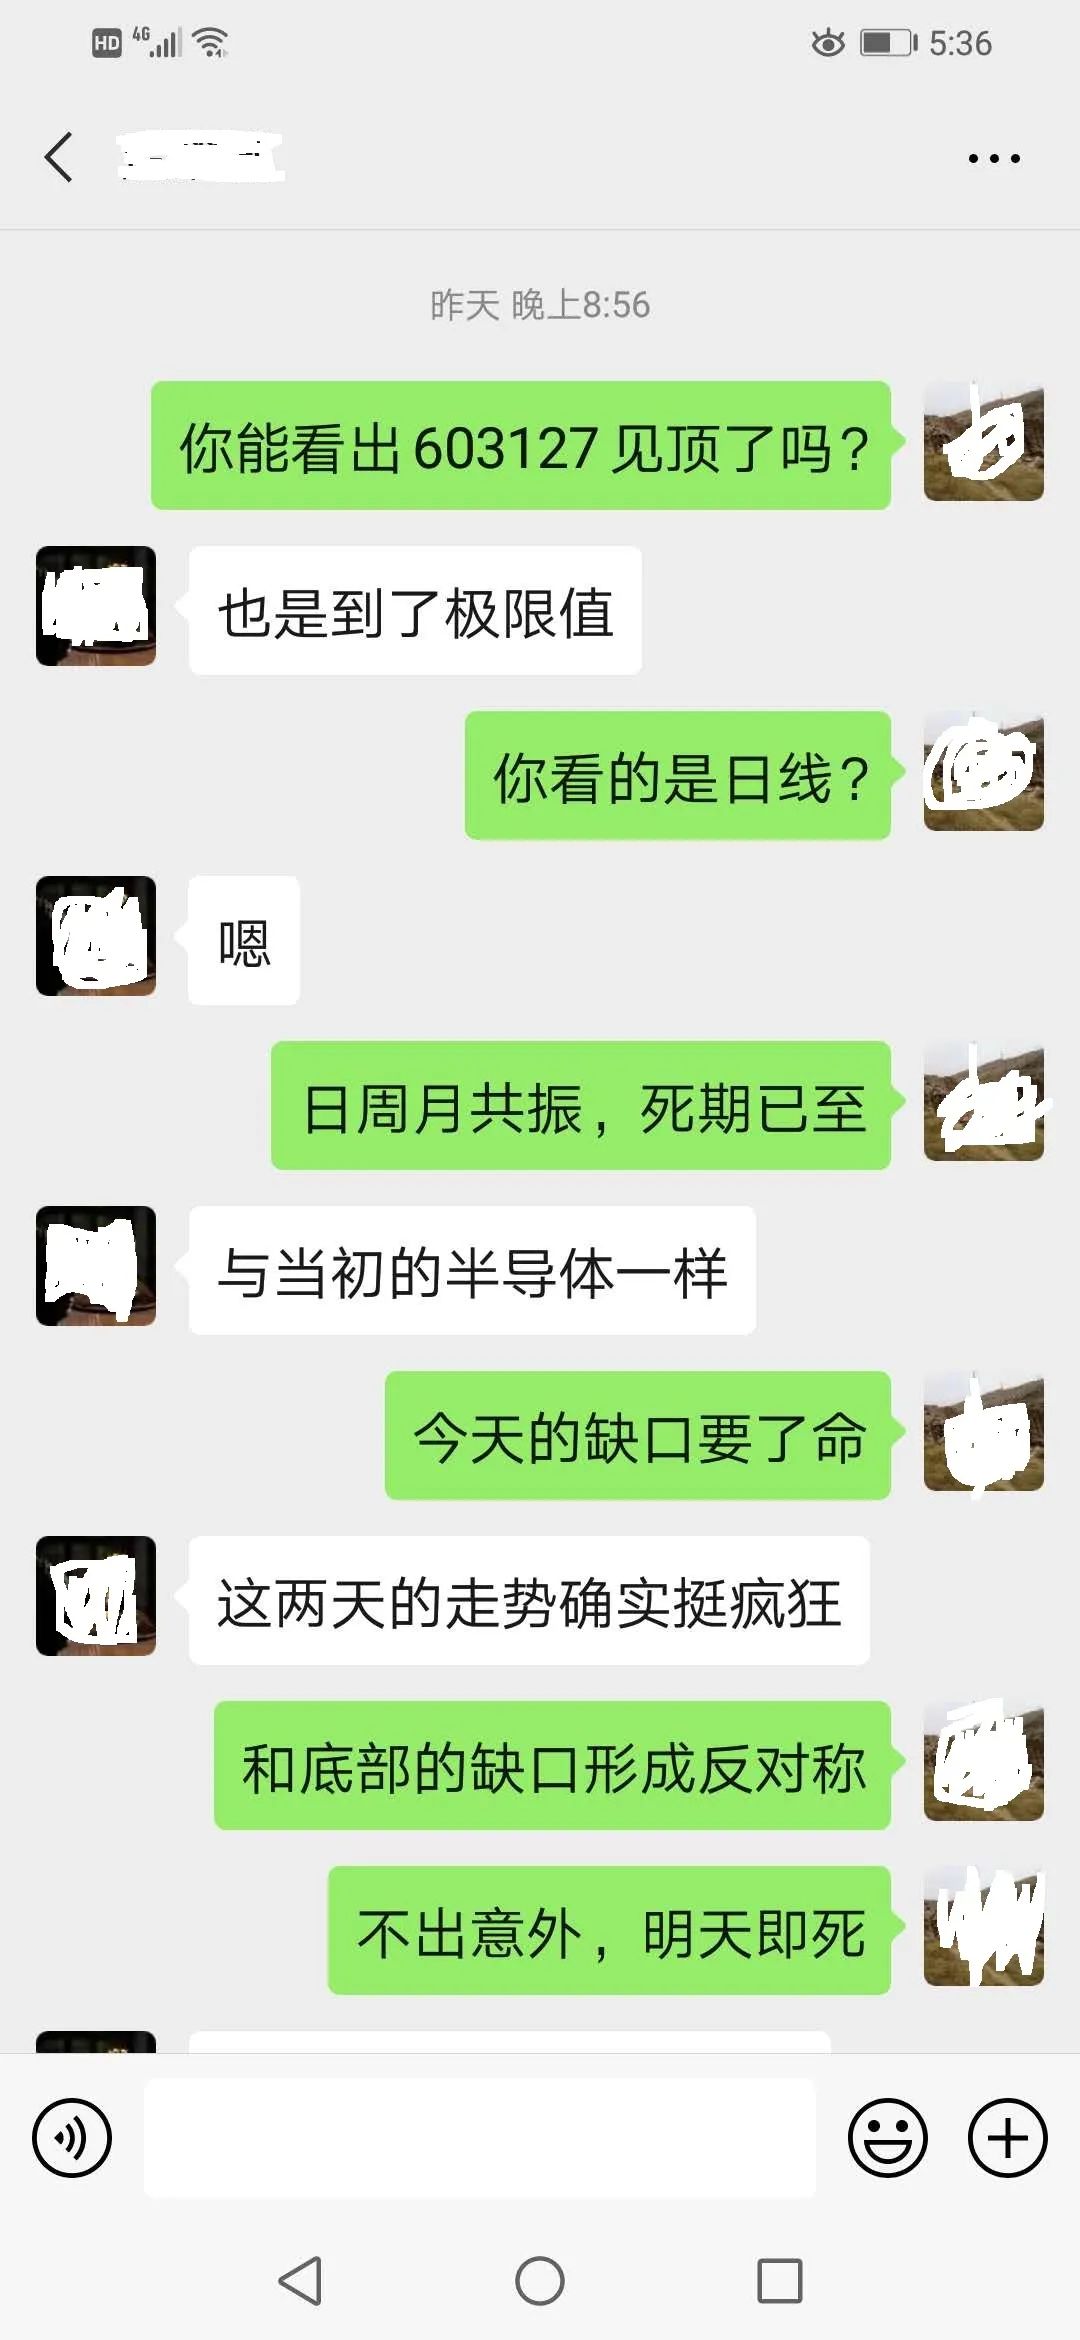 HD 4G 5:36
昨天 晚上8:56
你能看出603127见顶了吗?
也是到了极限值
你看的是日线?
嗯
日周月共振，死期已至
与当初的半导体一样
今天的缺口要了命
这两天的走势确实挺疯狂
和底部的缺口形成反对称
不出意外，明天即死